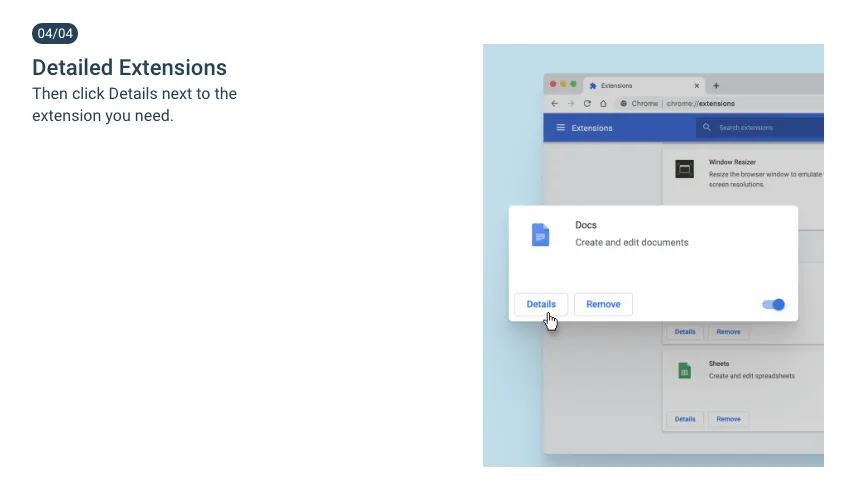 04/04
Detailed Extensions
Then click Details next to the
extension you need.
Extensions
Chrome | chrome://extensions
Extensions
Search extensions
Window Resizer
Resize the browser window to emulate
screen resolutions.
Docs
Create and edit documents
Details Remove
Details Remove
Sheets
Create and edit spreadsheets
Details Remove